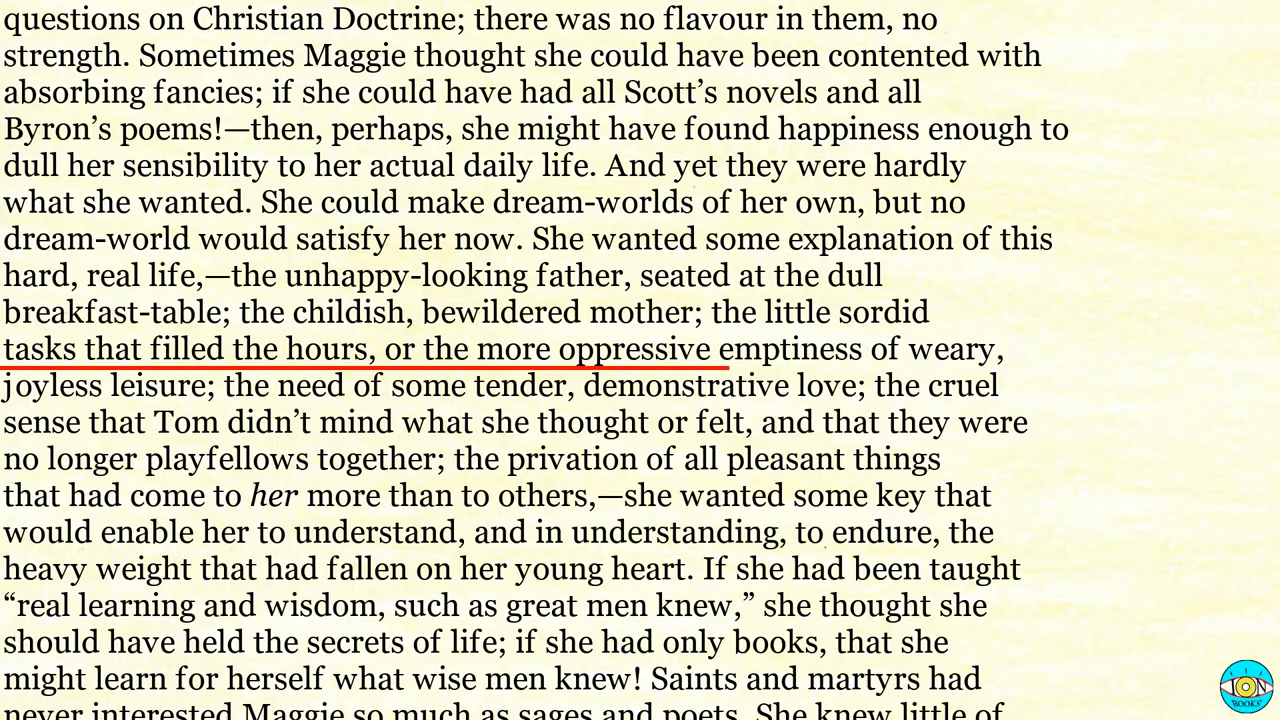 questions on Christian Doctrine; there was no flavour in them, no
strength. Sometimes Maggie thought she could have been contented with
absorbing fancies; if she could have had all Scott’s novels and all
Byron’s poems!—then, perhaps, she might have found happiness enough to
dull her sensibility to her actual daily life. And yet they were hardly
what she wanted. She could make dream-worlds of her own, but no
dream-world would satisfy her now. She wanted some explanation of this
hard, real life,—the unhappy-looking father, seated at the dull
breakfast-table; the childish, bewildered mother; the little sordid
tasks that filled the hours, or the more oppressive emptiness of weary,
joyless leisure; the need of some tender, demonstrative love; the cruel
sense that Tom didn’t mind what she thought or felt, and that they were
no longer playfellows together; the privation of all pleasant things
that had come to her more than to others,—she wanted some key that
would enable her to understand, and in understanding, to endure, the
heavy weight that had fallen on her young heart. If she had been taught
“real learning and wisdom, such as great men knew,” she thought she
should have held the secrets of life; if she had only books, that she
might learn for herself what wise men knew! Saints and martyrs had
never interested Maggie so much as sages and poets. She knew little of
ION
BOOKS